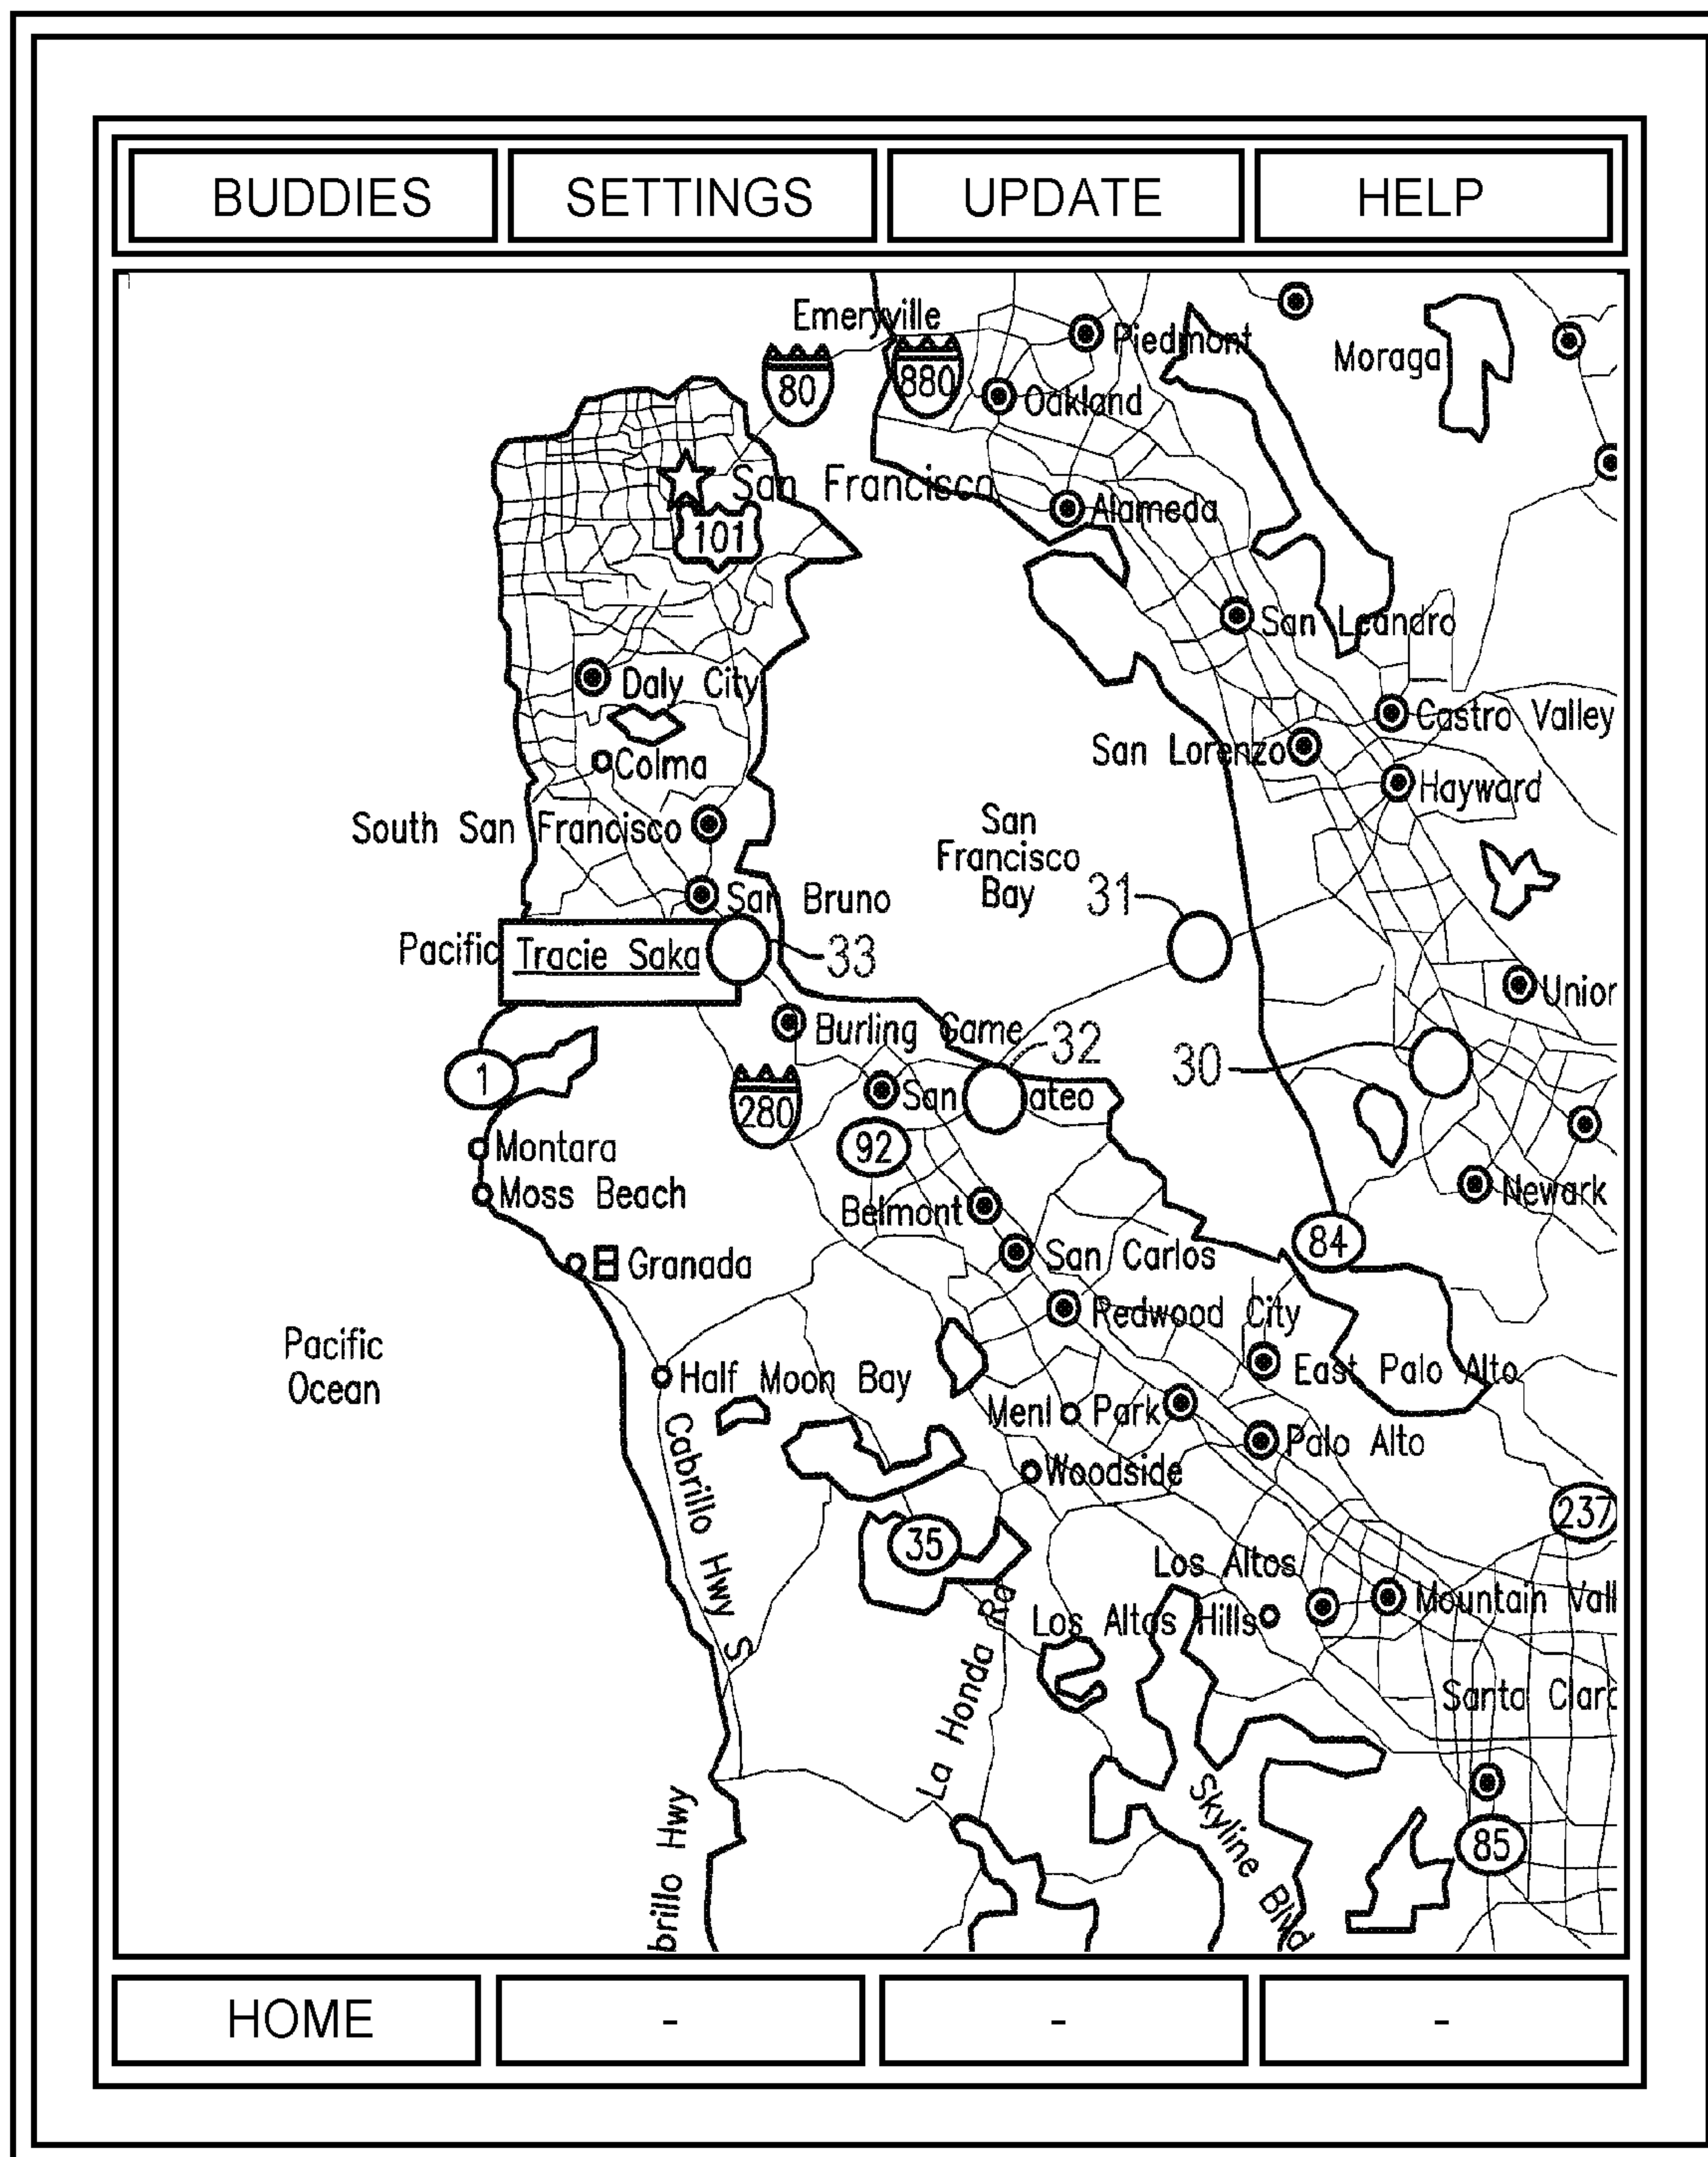 BUDDIES
SETTINGS
UPDATE
HELP
Emeryville
Piedmont
Moraga
80
880
Oakland
San Francisco
Alameda
101
San Leandro
Daly City
Castro Valley
San Lorenzo
Colma
Hayward
South San Francisco
San
Francisco
Bay
31
San Bruno
Pacific
Tracie Saka
33
Union
Burling Game
32
30
1
280
San ateo
92
Montara
Moss Beach
Belmont
Newark
84
San Carlos
Granada
Redwood City
Pacific
Ocean
East Palo Alto
Half Moon Bay
Menl Park
Palo Alto
Woodside
Cabrillo Hwy S
237
35
Los Altos
Mountain Vall
Los Altos Hills
La Honda Rd
Santa Clara
Skyline Blvd
85
brillo Hwy
HOME
-
-
-